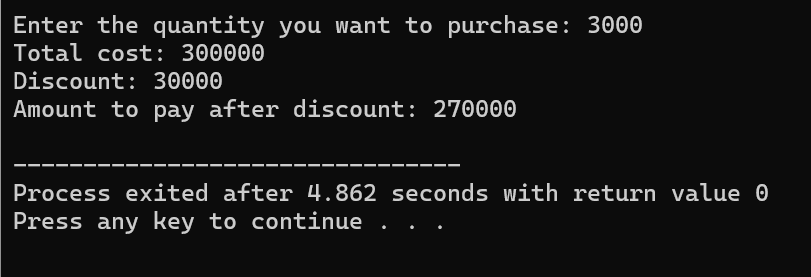 Enter the quantity you want to purchase: 3000
Total cost: 300000
Discount: 30000
Amount to pay after discount: 270000
--------------------------------
Process exited after 4.862 seconds with return value 0
Press any key to continue . . .